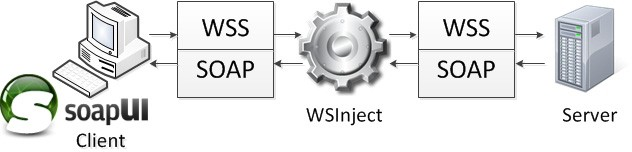 WSS
SOAP
WSS
SOAP
S soapUI
Client
WSInject
Server